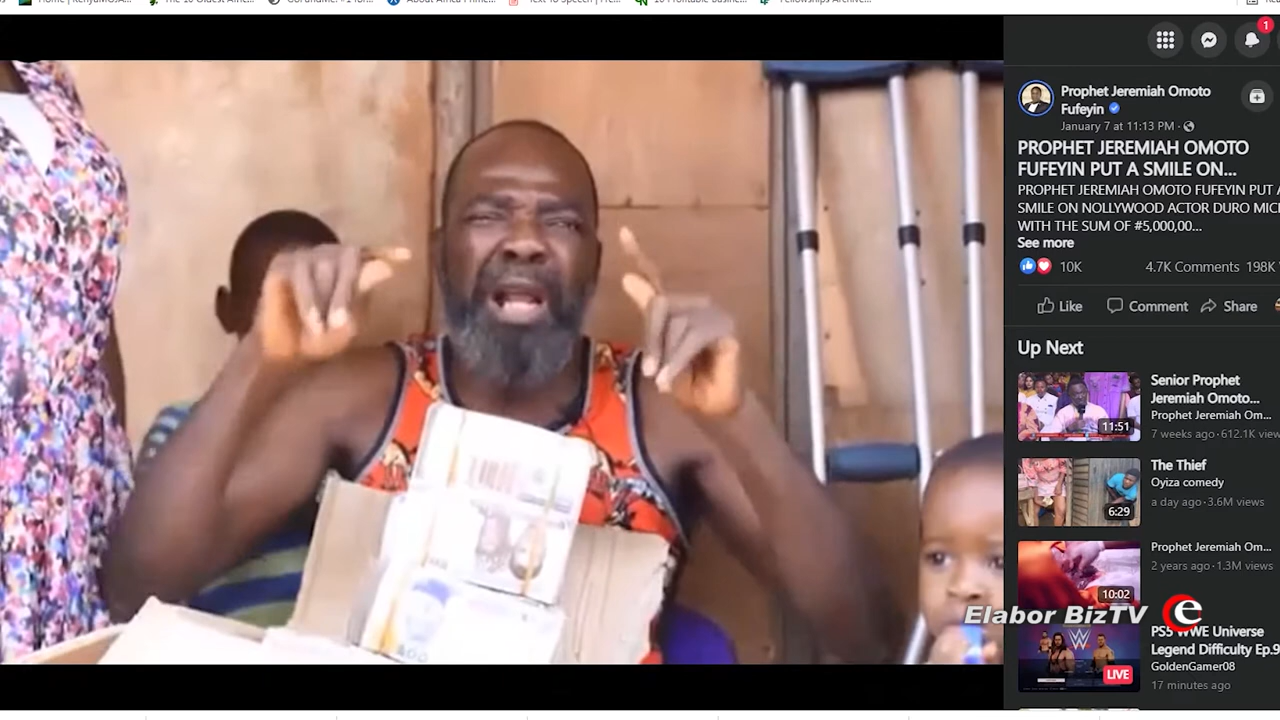 1
Prophet Jeremiah Omoto
Fufeyin
January 7 at 11:13 PM ·
PROPHET JEREMIAH OMOTO
FUFEYIN PUT A SMILE ON...
PROPHET JEREMIAH OMOTO FUFEYIN PUT A
SMILE ON NOLLYWOOD ACTOR DURO MIC
WITH THE SUM OF #5,000,00...
See more
10K 4.7K Comments 198K
Like Comment Share
Up Next
Senior Prophet
Jeremiah Omoto...
Prophet Jeremiah Om...
7 weeks ago · 612.1K view
11:51
The Thief
Oyiza comedy
a day ago · 3.6M views
6:29
Prophet Jeremiah Om...
2 years ago · 1.3M views
10:02
Elabor BizTV e
PS5 WWE Universe
Legend Difficulty Ep.9
GoldenGamer08
17 minutes ago
LIVE